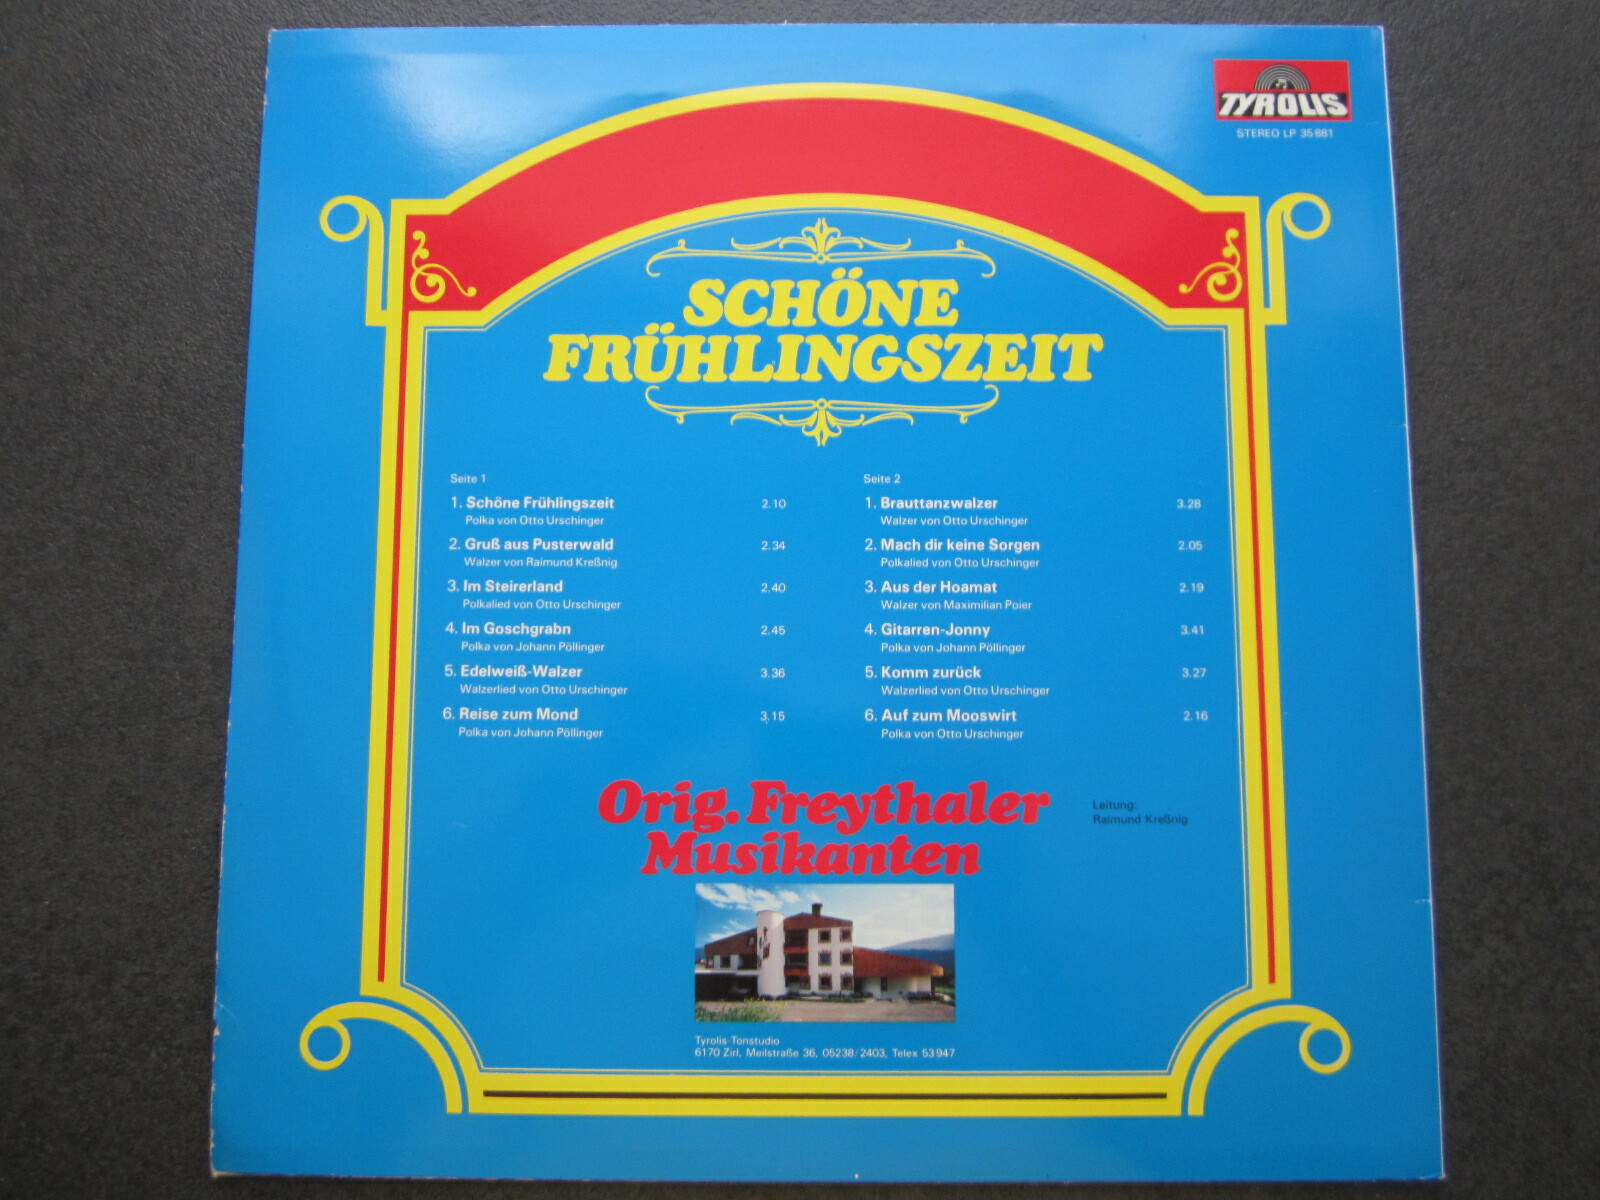 TYROLIS
STEREO LP 35881
SCHÖNE
FRÜHLINGSZEIT
Seite 1
1. Schöne Frühlingszeit 2.10
Polka von Otto Urschinger
2. Gruß aus Pusterwald 2.34
Walzer von Raimund Kreßnig
3. Im Steirerland 2.40
Polkalied von Otto Urschinger
4. Im Goschgrabn 2.45
Polka von Johann Pöllinger
5. Edelweiß-Walzer 3.36
Walzerlied von Otto Urschinger
6. Reise zum Mond 3.15
Polka von Johann Pöllinger
Seite 2
1. Brauttanzwalzer 3.28
Walzer von Otto Urschinger
2. Mach dir keine Sorgen 2.05
Polkalied von Otto Urschinger
3. Aus der Hoamat 2.19
Walzer von Maximilian Poier
4. Gitarren-Jonny 3.41
Polka von Johann Pöllinger
5. Komm zurück 3.27
Walzerlied von Otto Urschinger
6. Auf zum Mooswirt 2.16
Polka von Otto Urschinger
Orig. Freythaler
Musikanten
Leitung:
Raimund Kreßnig
Tyrolis-Tonstudio
6170 Zirl, Meilstraße 36, 05238/2403, Telex 53947